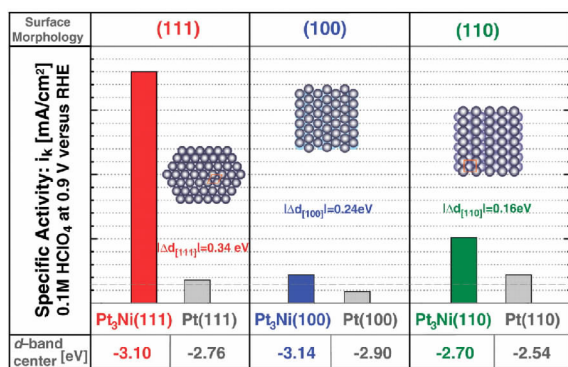 Surface
Morphology
(111)
(100)
(110)
Specific Activity: iₖ [mA/cm²]
0.1M HClO₄ at 0.9 V versus RHE
|Δd[111]|=0.34 eV
|Δd[100]|=0.24eV
|Δd[110]|=0.16eV
Pt₃Ni(111) Pt(111) Pt₃Ni(100) Pt(100) Pt₃Ni(110) Pt(110)
d-band
center [eV]
-3.10 -2.76 -3.14 -2.90 -2.70 -2.54